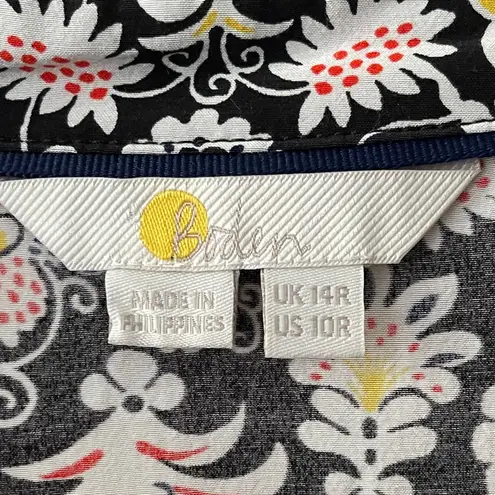 Boden
MADE IN
PHILIPPINES
UK 14R
US 10R